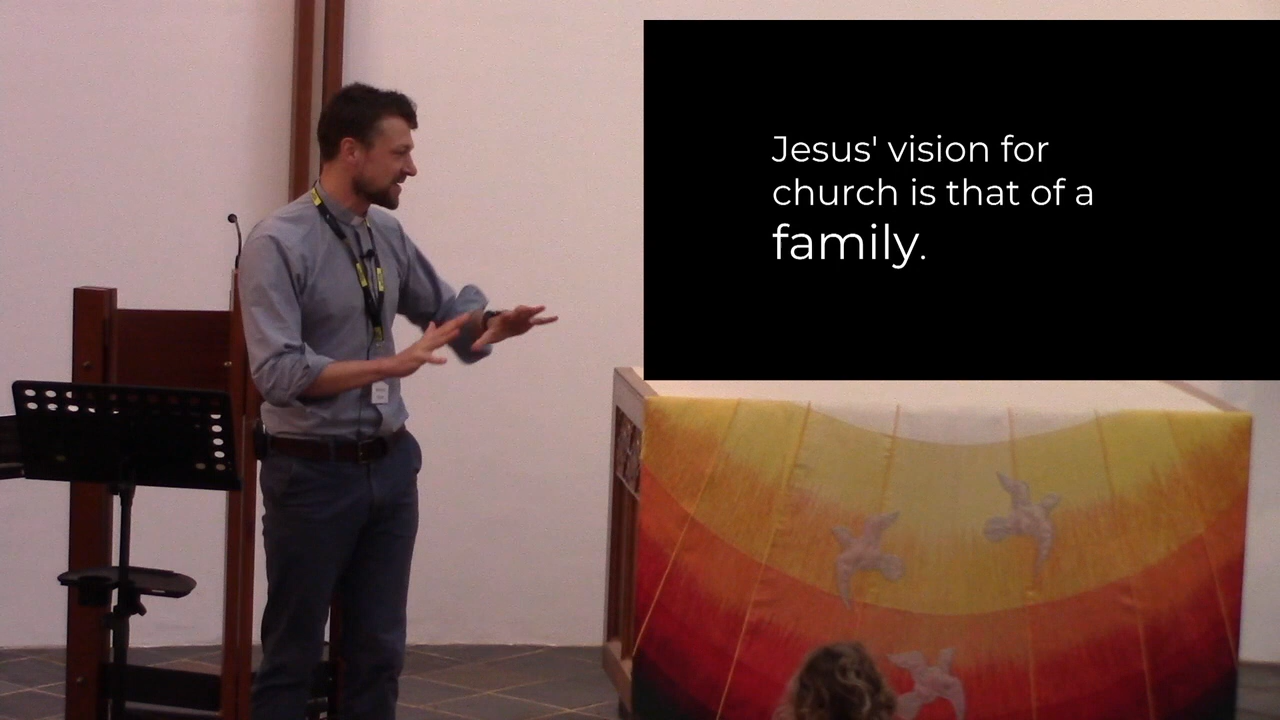 Jesus' vision for
church is that of a
family.